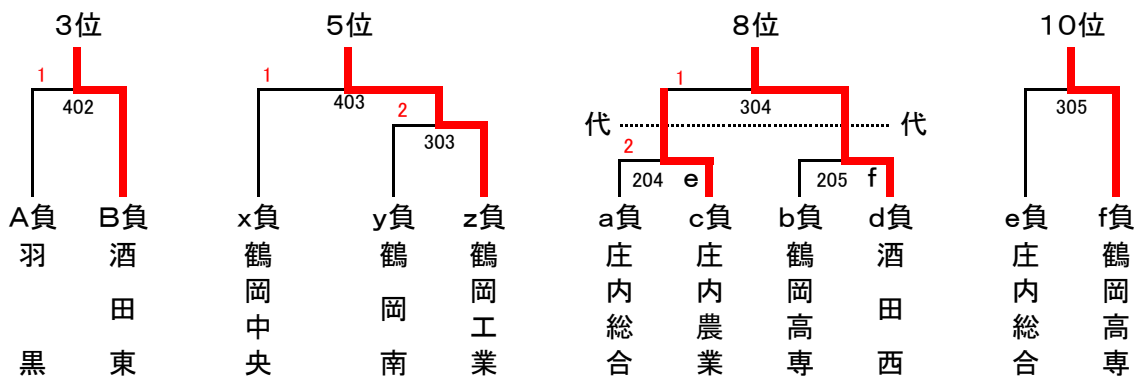 3位 5位 8位 10位
1 1 1
402 403 304 305
2 代 代
303
2
204 e 205 f
A負 B負 x負 y負 z負 a負 c負 b負 d負 e負 f負
羽黒
酒田東
鶴岡中央
鶴岡南
鶴岡工業
庄内総合
庄内農業
鶴岡高専
酒田西
庄内総合
鶴岡高専